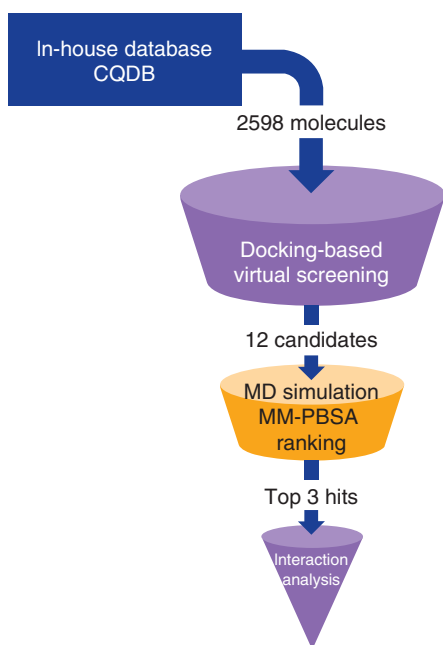 In-house database
CQDB
2598 molecules
Docking-based
virtual screening
12 candidates
MD simulation
MM-PBSA
ranking
Top 3 hits
Interaction
analysis